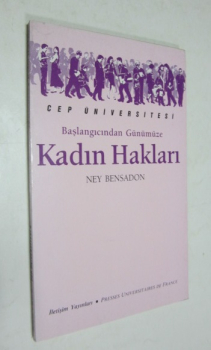 CEP ÜNİVERSİTESİ
Başlangıcından Günümüze
Kadın Hakları
NEY BENSADON
İletişim Yayınları • PRESSES UNIVERSITAIRES DE FRANCE